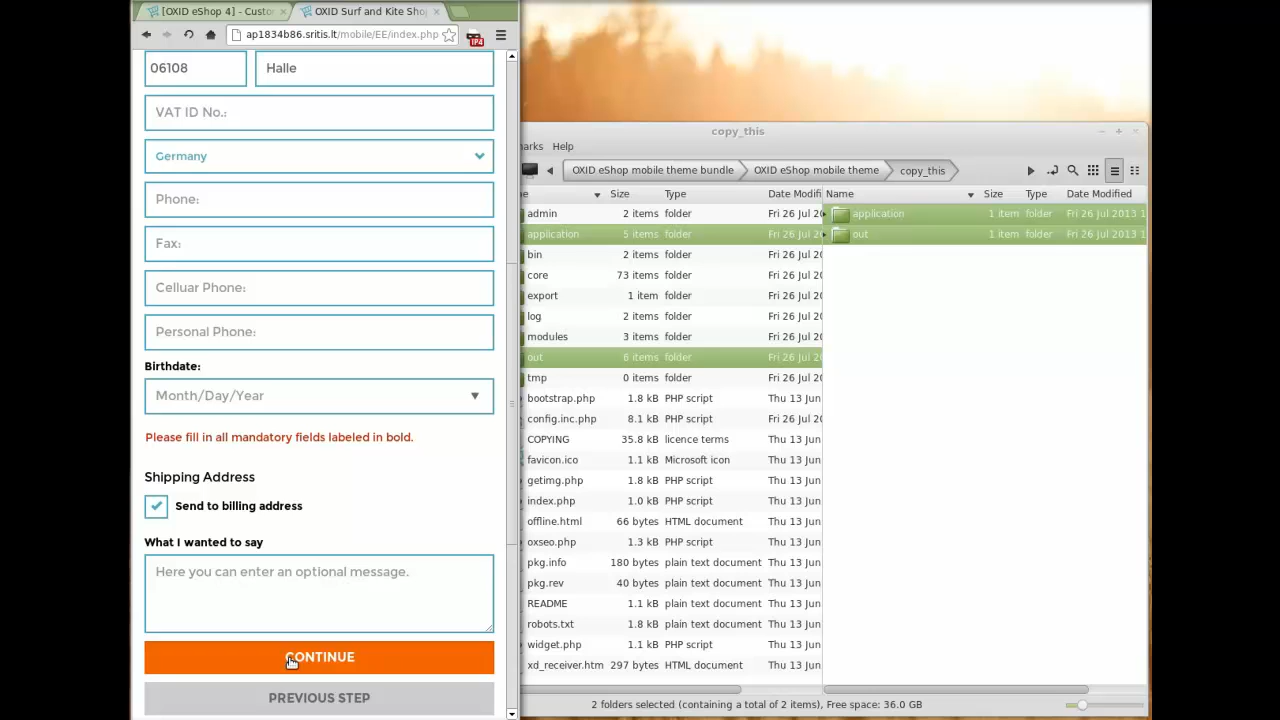 [OXID eShop 4] - Custo
OXID Surf and Kite Sho
ap1834b86.sritis.lt/mobile/EE/index.php
IP4
06108
Halle
VAT ID No.:
Germany
Phone:
Fax:
Celluar Phone:
Personal Phone:
Birthdate:
Month/Day/Year
Please fill in all mandatory fields labeled in bold.
Shipping Address
Send to billing address
What I wanted to say
Here you can enter an optional message.
CONTINUE
PREVIOUS STEP
copy_this
arks Help
OXID eShop mobile theme bundle OXID eShop mobile theme copy_this
e Size Type Date Modifi
admin 2 items folder Fri 26 Jul 20
application 5 items folder Fri 26 Jul 20
bin 2 items folder Fri 26 Jul 20
core 73 items folder Fri 26 Jul 20
export 1 item folder Fri 26 Jul 20
log 2 items folder Fri 26 Jul 20
modules 3 items folder Fri 26 Jul 20
out 6 items folder Fri 26 Jul 20
tmp 0 items folder Fri 26 Jul 20
bootstrap.php 1.8 kB PHP script Thu 13 Jun
config.inc.php 8.1 kB PHP script Fri 26 Jul 20
COPYING 35.8 kB licence terms Thu 13 Jun
favicon.ico 1.1 kB Microsoft icon Thu 13 Jun
getimg.php 1.8 kB PHP script Thu 13 Jun
index.php 1.0 kB PHP script Thu 13 Jun
offline.html 66 bytes HTML document Thu 13 Jun
oxseo.php 1.3 kB PHP script Thu 13 Jun
pkg.info 180 bytes plain text document Thu 13 Jun
pkg.rev 40 bytes plain text document Thu 13 Jun
README 1.1 kB plain text document Thu 13 Jun
robots.txt 1.8 kB plain text document Thu 13 Jun
widget.php 1.1 kB PHP script Thu 13 Jun
xd_receiver.htm 297 bytes HTML document Thu 13 Jun
Name Size Type Date Modified
application 1 item folder Fri 26 Jul 2013 1
out 1 item folder Fri 26 Jul 2013 1
2 folders selected (containing a total of 2 items), Free space: 36.0 GB